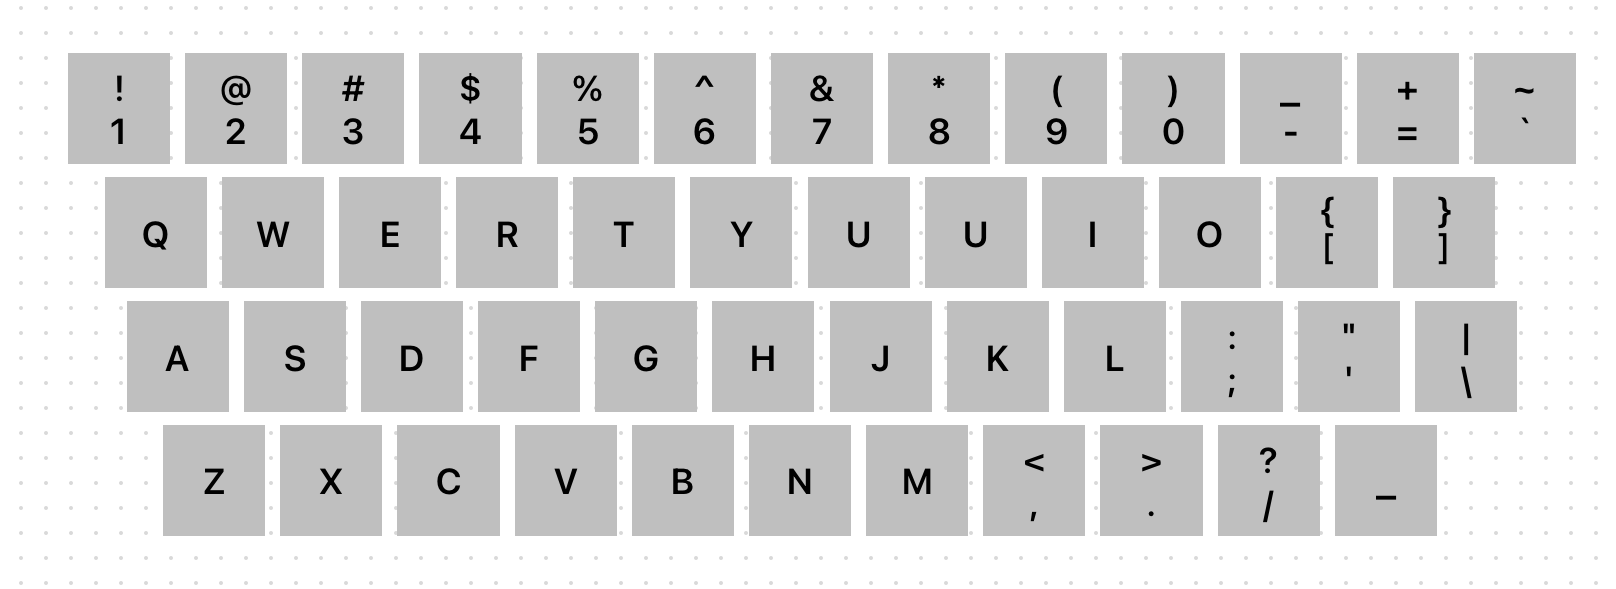 ! @ # $ % ^ & * ( ) _ + ~
1 2 3 4 5 6 7 8 9 0 - = `
{ }
Q W E R T Y U U I O [ ]
: " |
A S D F G H J K L ; ' \
< > ?
Z X C V B N M , . / _